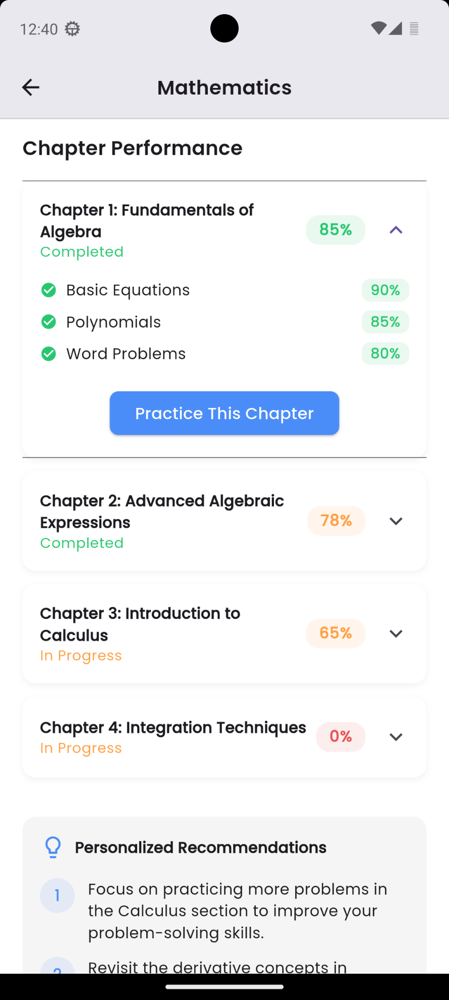 12:40
Mathematics
Chapter Performance
Chapter 1: Fundamentals of
Algebra
Completed
85%
Basic Equations
90%
Polynomials
85%
Word Problems
80%
Practice This Chapter
Chapter 2: Advanced Algebraic
Expressions
Completed
78%
Chapter 3: Introduction to
Calculus
In Progress
65%
Chapter 4: Integration Techniques
In Progress
0%
Personalized Recommendations
1
Focus on practicing more problems in
the Calculus section to improve your
problem-solving skills.
2
Revisit the derivative concepts in